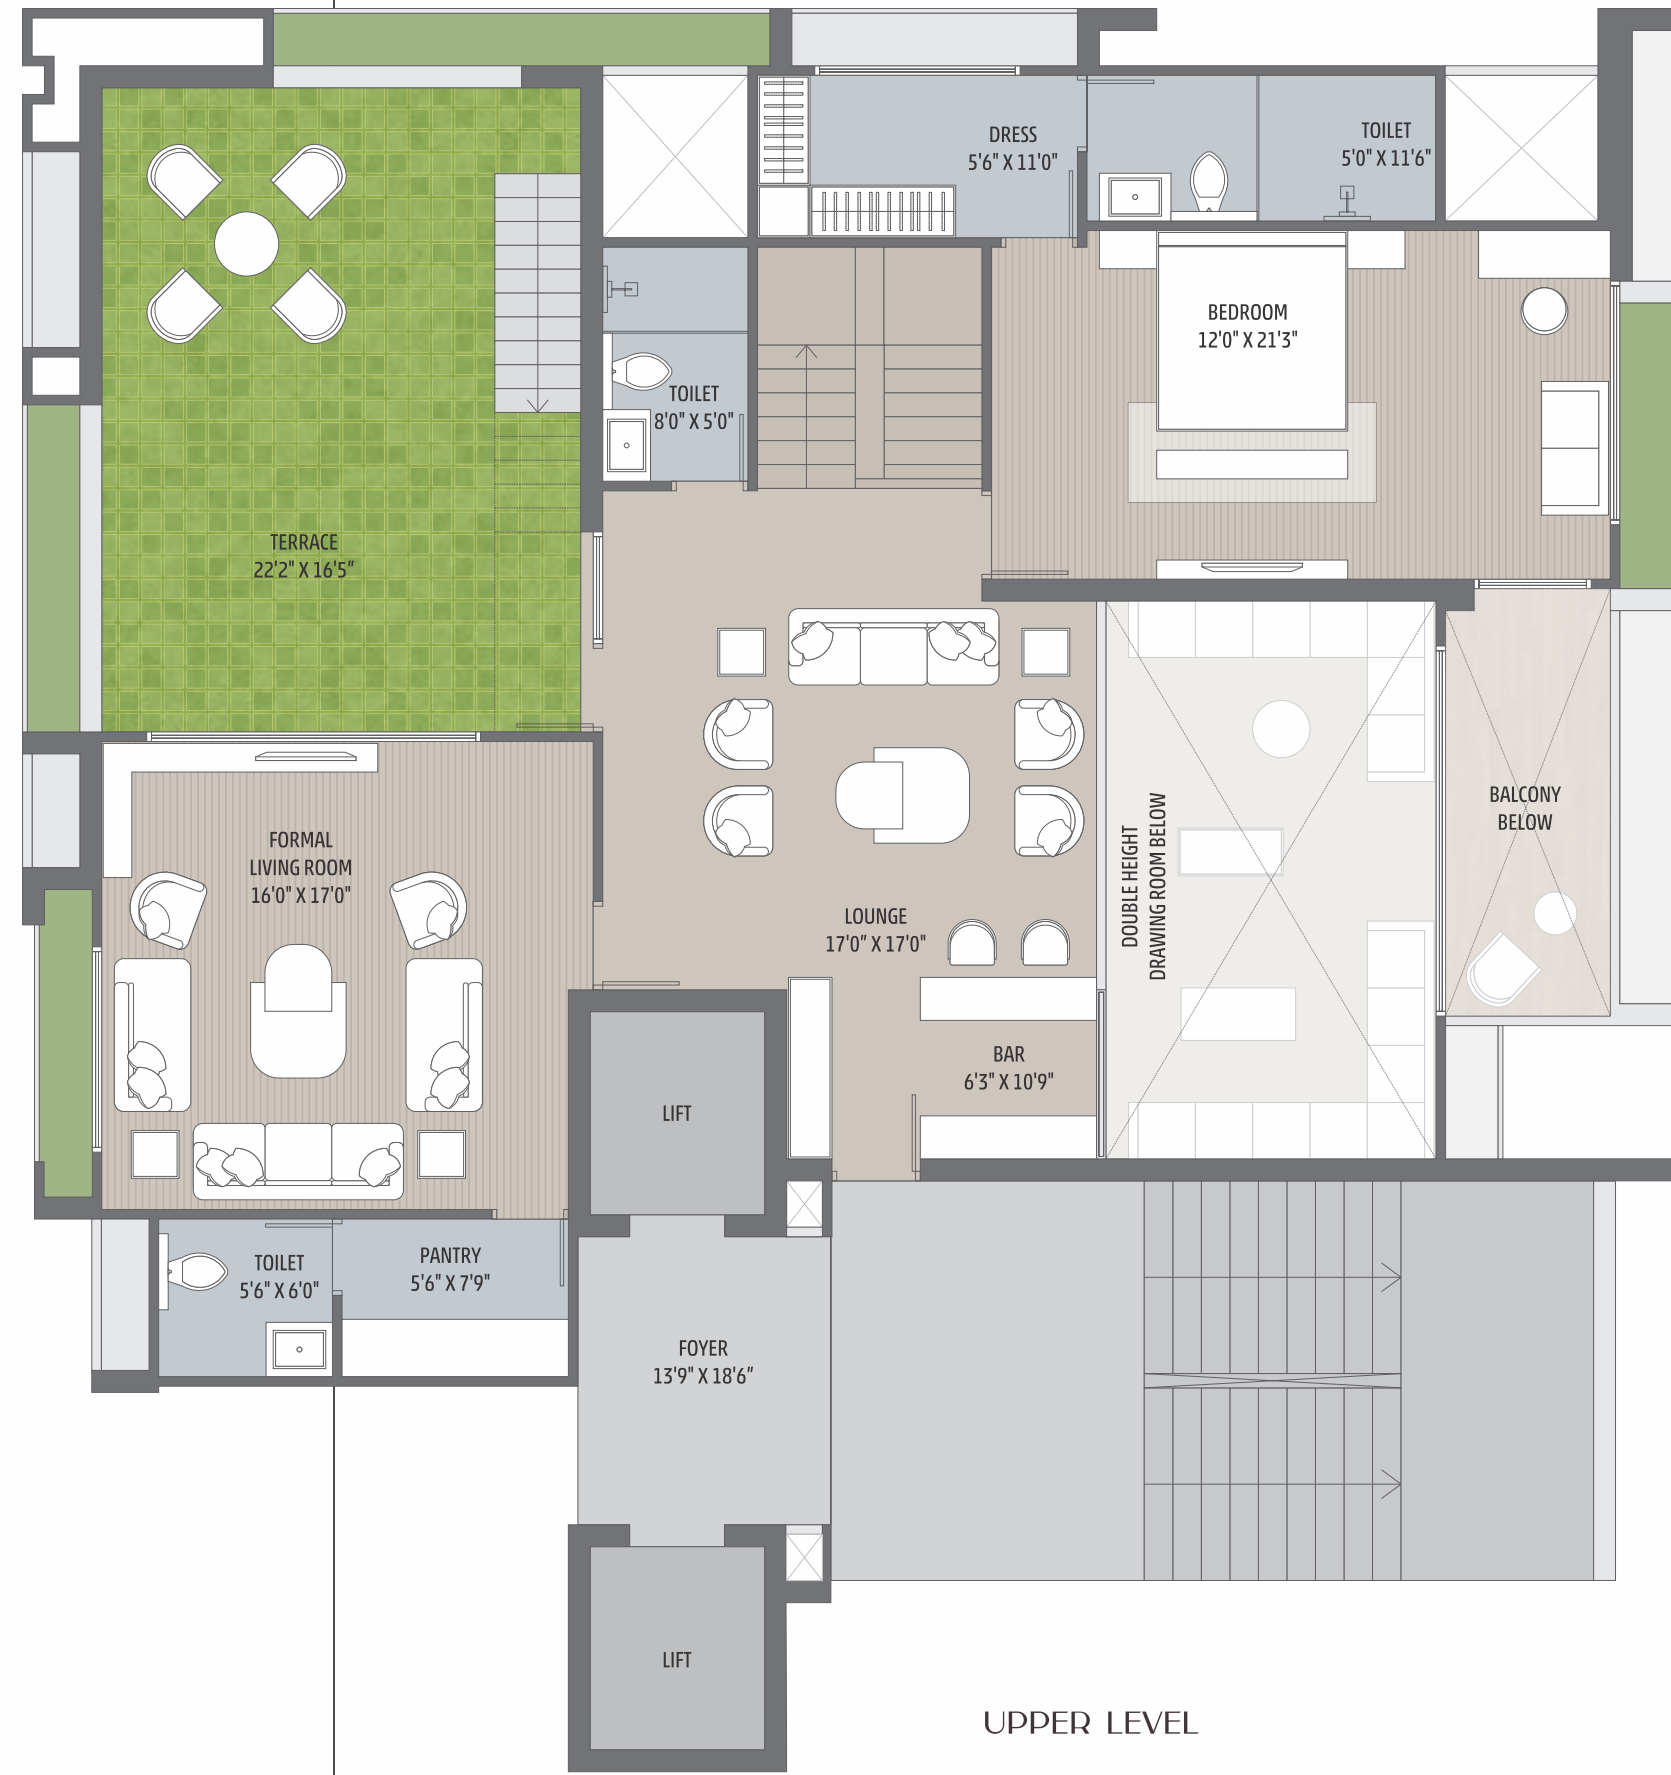 DRESS
5'6" X 11'0"
TOILET
5'0" X 11'6"
BEDROOM
12'0" X 21'3"
TOILET
8'0" X 5'0"
TERRACE
22'2" X 16'5"
BALCONY
BELOW
DOUBLE HEIGHT
DRAWING ROOM BELOW
FORMAL
LIVING ROOM
16'0" X 17'0"
LOUNGE
17'0" X 17'0"
BAR
6'3" X 10'9"
LIFT
TOILET
5'6" X 6'0"
PANTRY
5'6" X 7'9"
FOYER
13'9" X 18'6"
LIFT
UPPER LEVEL